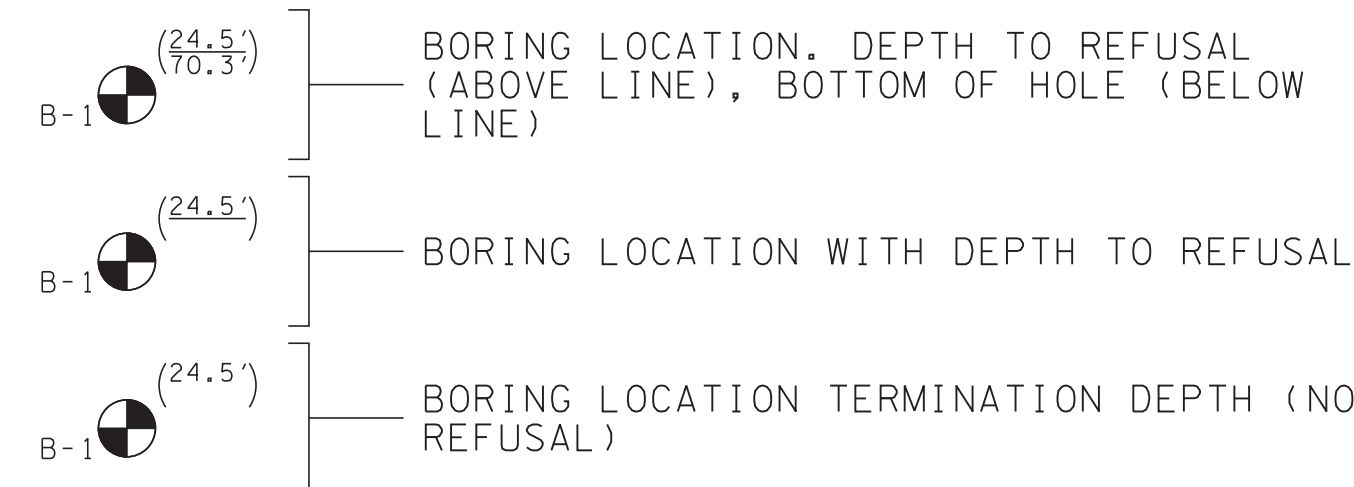 (24.5')
70.3')
B-1
BORING LOCATION. DEPTH TO REFUSAL
(ABOVE LINE), BOTTOM OF HOLE (BELOW
LINE)
(24.5')
B-1
BORING LOCATION WITH DEPTH TO REFUSAL
(24.5')
B-1
BORING LOCATION TERMINATION DEPTH (NO
REFUSAL)